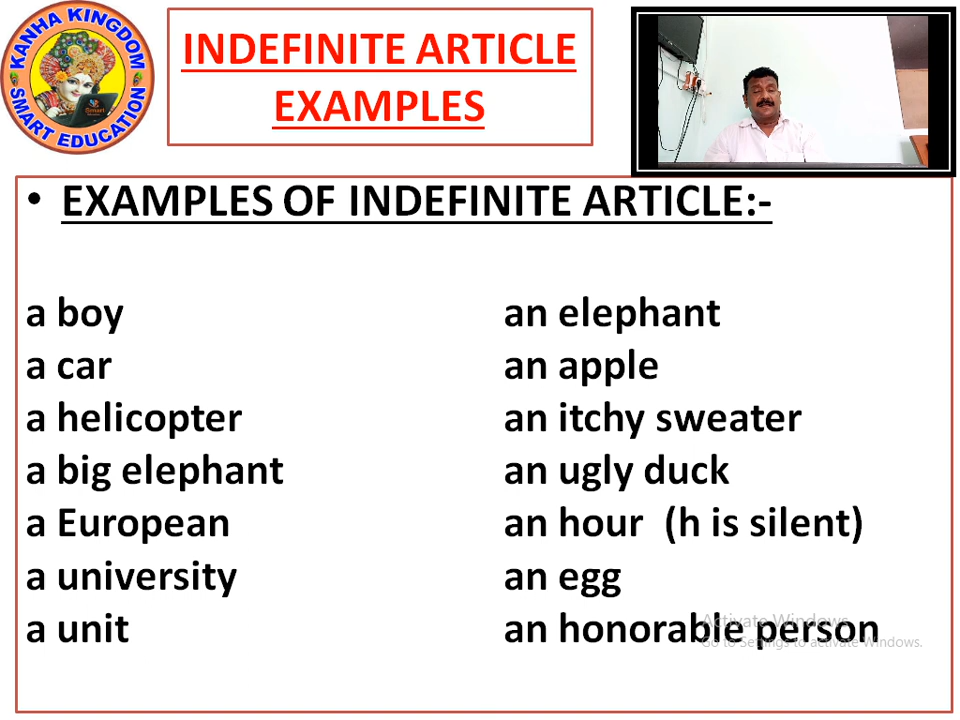 KANHA KINGDOM
SMART EDUCATION
INDEFINITE ARTICLE
EXAMPLES
• EXAMPLES OF INDEFINITE ARTICLE:-
a boy
a car
a helicopter
a big elephant
a European
a university
a unit
an elephant
an apple
an itchy sweater
an ugly duck
an hour (h is silent)
an egg
an honorable person
Activate Windows
Go to Settings to activate Windows.